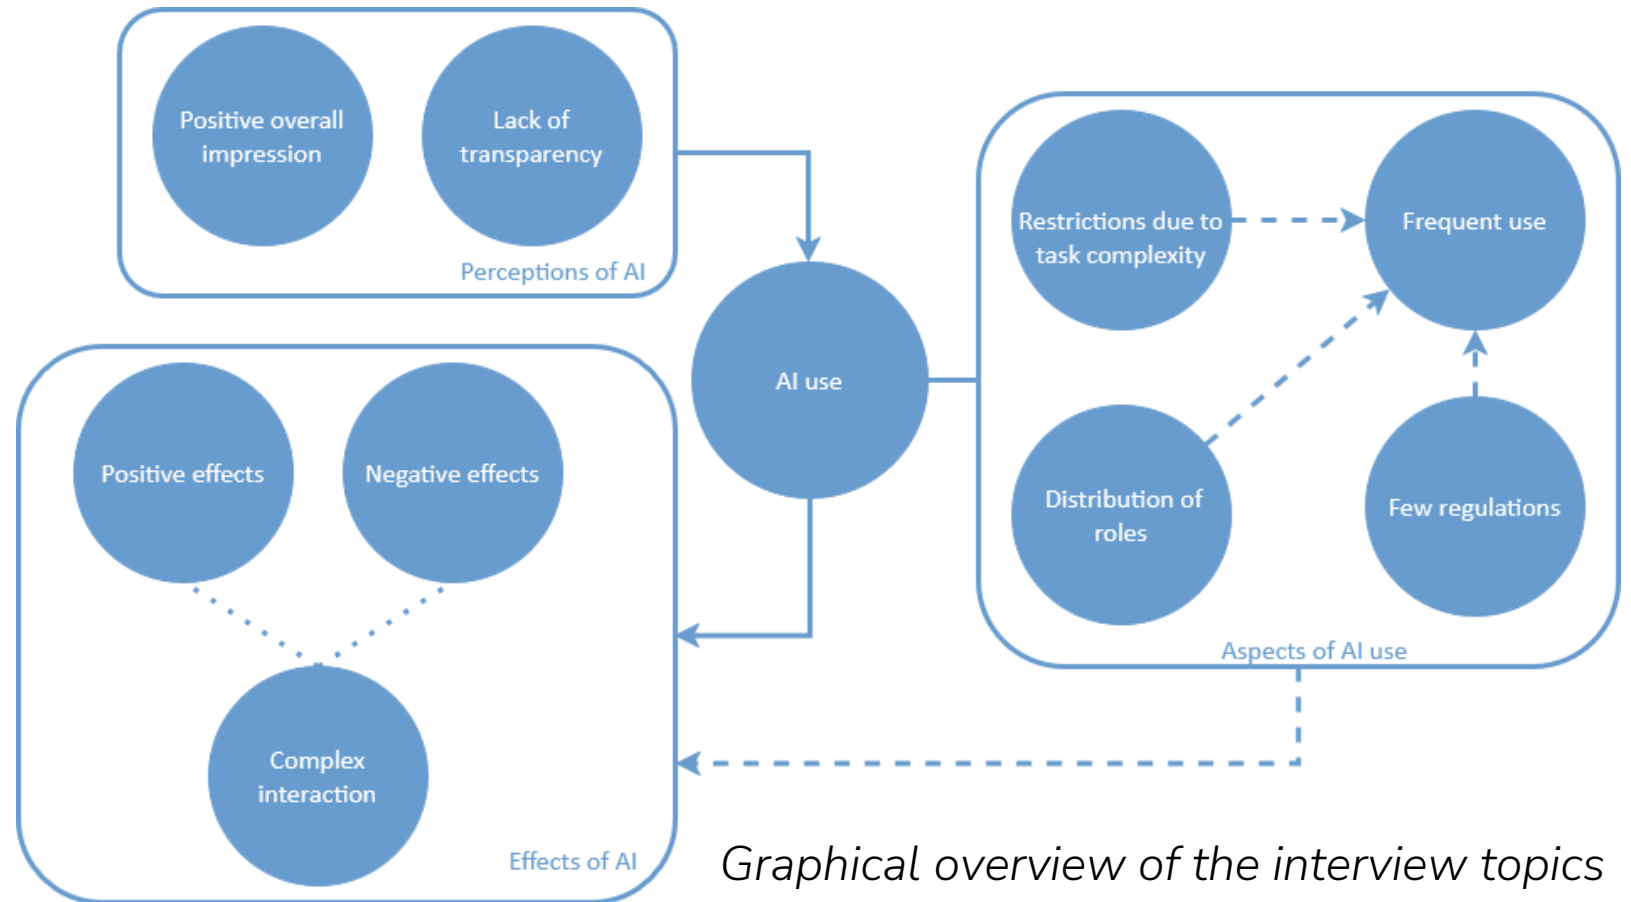 Positive overall
impression
Lack of
transparency
Perceptions of AI
AI use
Restrictions due to
task complexity
Frequent use
Distribution of
roles
Few regulations
Aspects of AI use
Positive effects
Negative effects
Complex
interaction
Effects of AI
Graphical overview of the interview topics